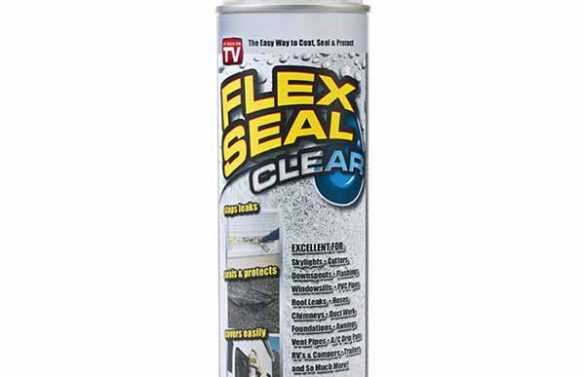 AS SEEN ON
TV
The Easy Way to Coat, Seal & Protect
FLEX
SEAL
CLEAR
stops leaks
seals & protects
covers easily
EXCELLENT FOR
Skylights • Gutters
Downspouts • Flashing
Windowsills • PVC Pipes
Roof Leaks • Hoses
Chimneys • Duct Work
Foundations • Awnings
Vent Pipes • A/C Drip Pans
RV's & Campers • Trailers
and So Much More!